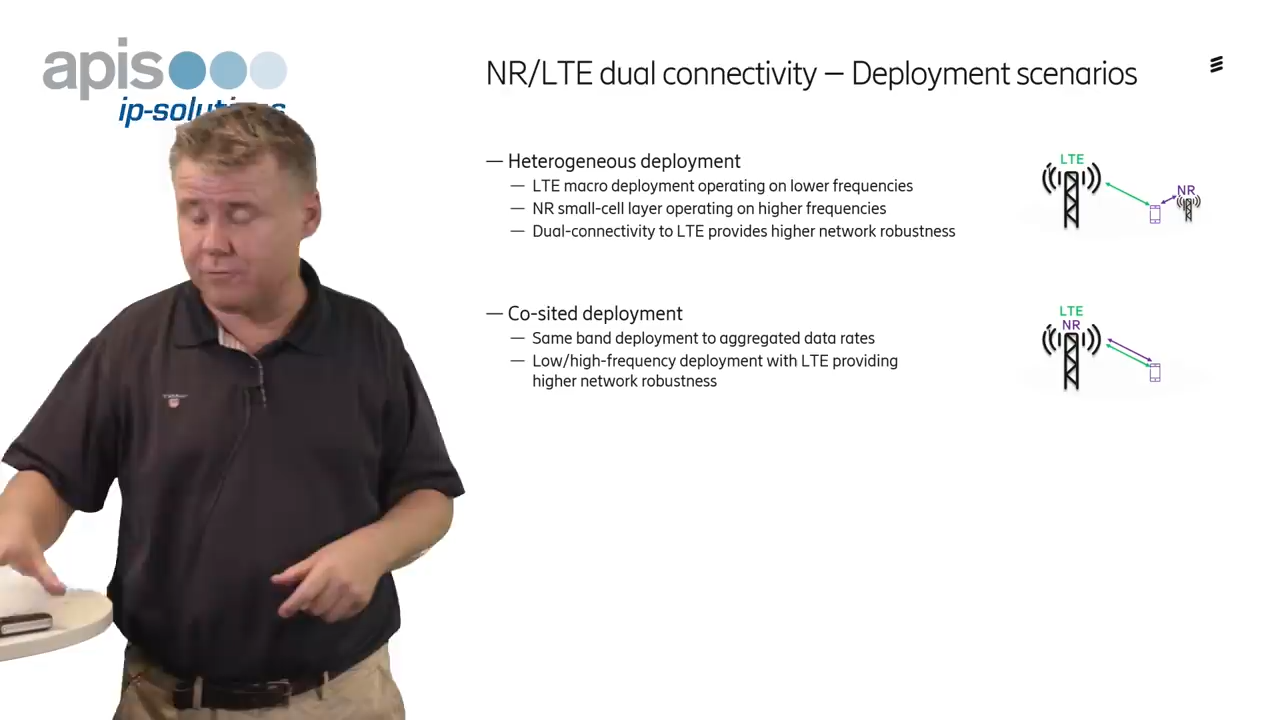 apis
ip-solutions
NR/LTE dual connectivity – Deployment scenarios
— Heterogeneous deployment
— LTE macro deployment operating on lower frequencies
— NR small-cell layer operating on higher frequencies
— Dual-connectivity to LTE provides higher network robustness
LTE
NR
— Co-sited deployment
— Same band deployment to aggregated data rates
— Low/high-frequency deployment with LTE providing
higher network robustness
LTE
NR